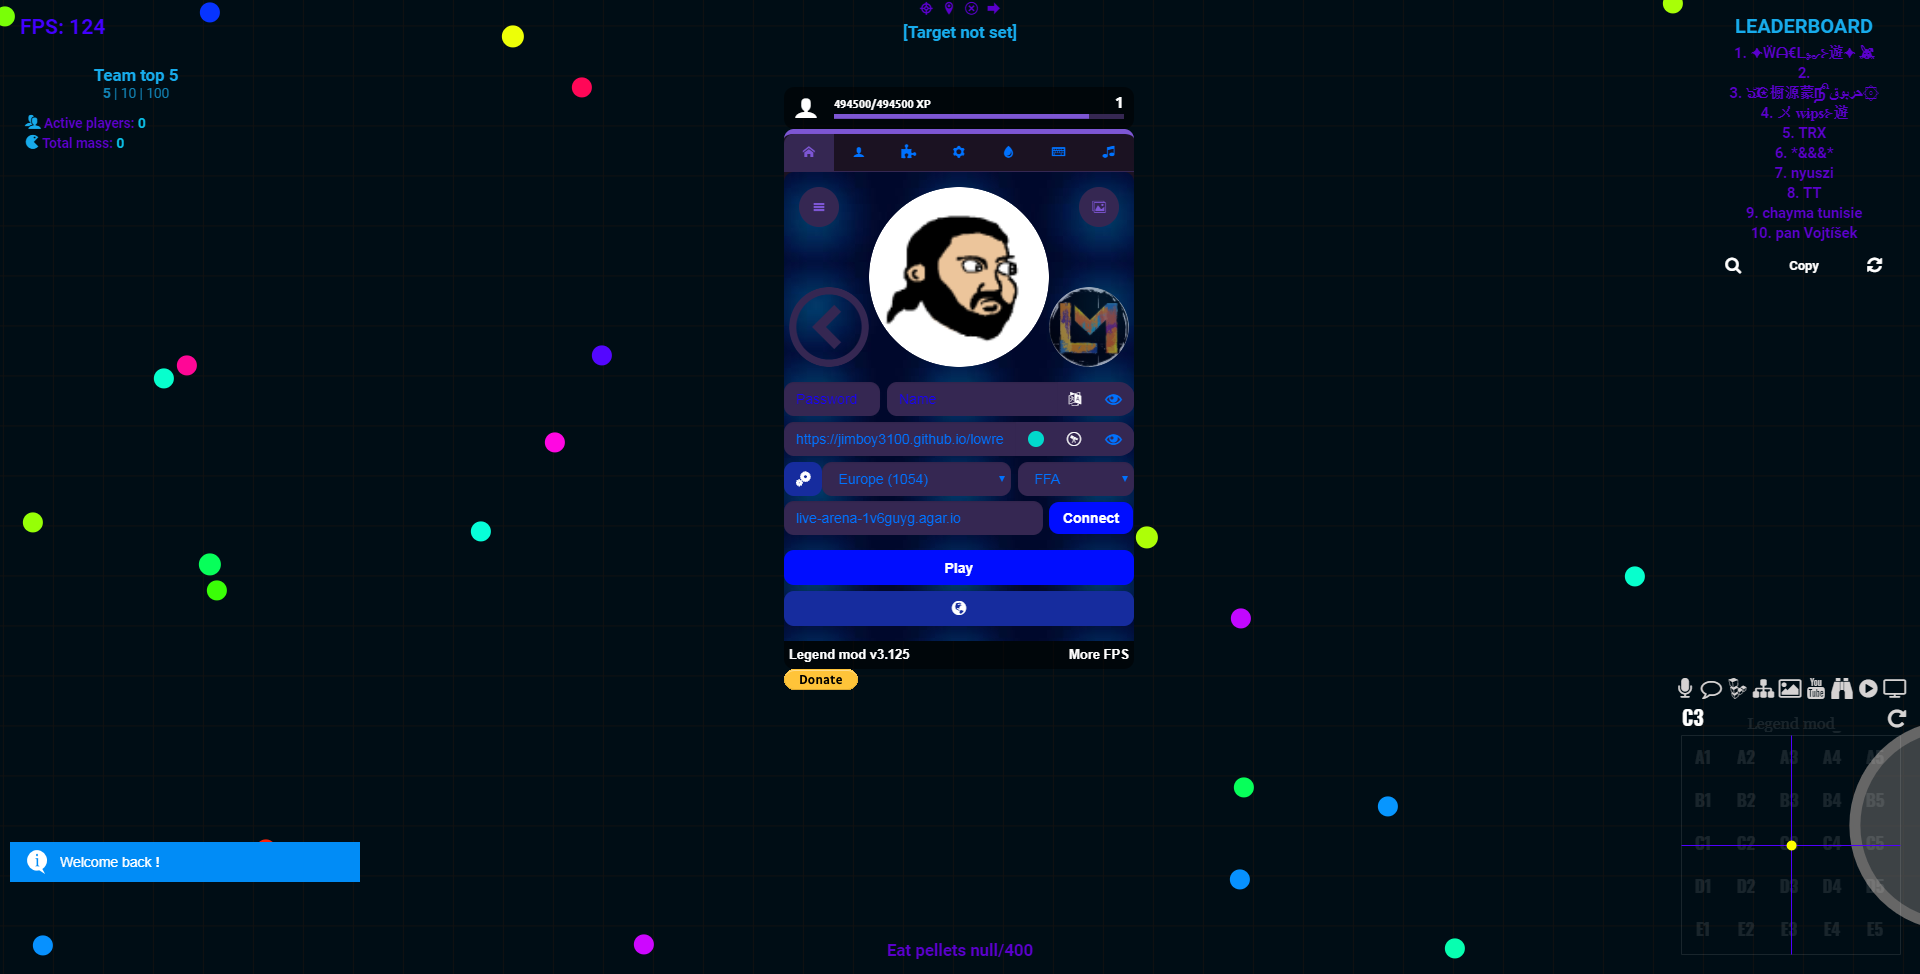 FPS: 124
Team top 5
5 | 10 | 100
Active players: 0
Total mass: 0
[Target not set]
494500/494500 XP
1
Password
Name
https://jimboy3100.github.io/lowre
Europe (1054)
FFA
live-arena-1v6guyg.agar.io
Connect
Play
Legend mod v3.125
More FPS
Donate
LEADERBOARD
1.
2.
3.
4. 乄 wips 遊
5. TRX
6. *&&&*
7. nyuszi
8. TT
9. chayma tunisie
10. pan Vojtíšek
Copy
You
Tube
C3
Legend mod_
A1 A2 A3 A4 A5
B1 B2 B3 B4 B5
C1 C2 C3 C4 C5
D1 D2 D3 D4 D5
E1 E2 E3 E4 E5
Welcome back !
Eat pellets null/400